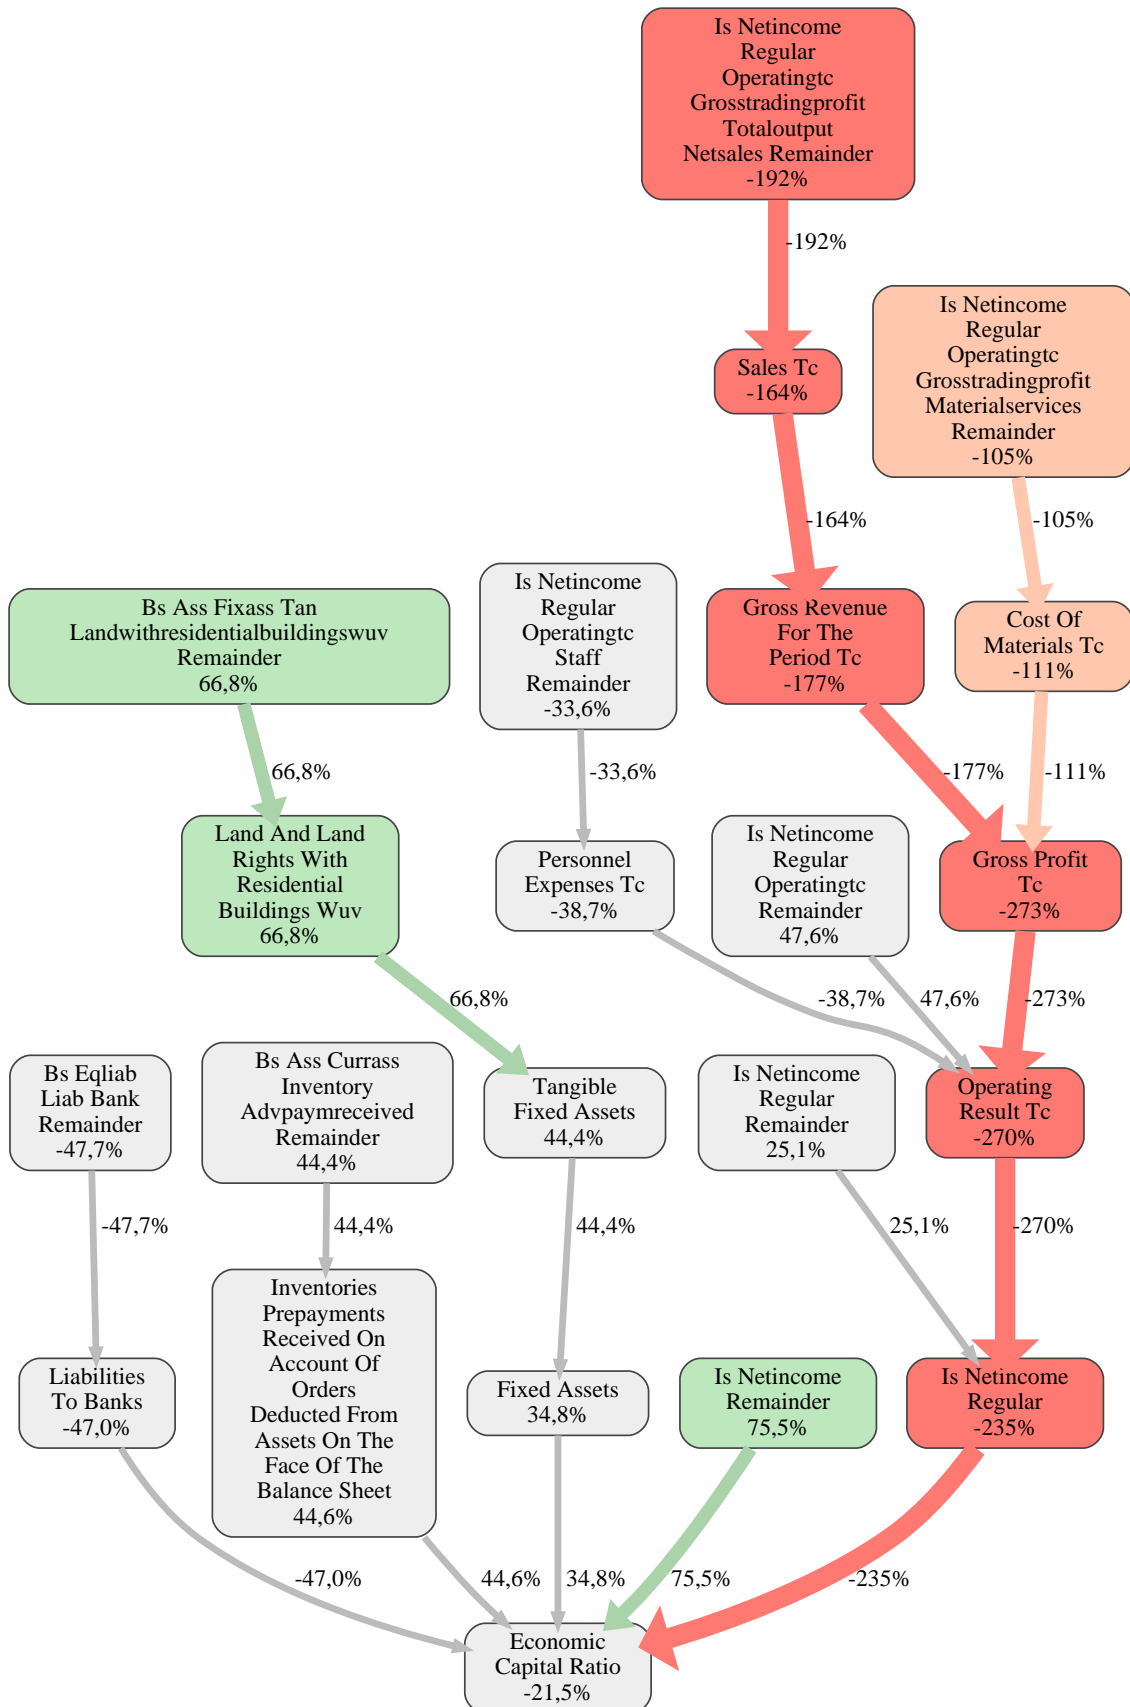 Is Netincome
Regular
Operatingtc
Grosstradingprofit
Totaloutput
Netsales Remainder
-192%
-192%
Is Netincome
Regular
Operatingtc
Grosstradingprofit
Materialservices
Remainder
-105%
Sales Tc
-164%
-164%
-105%
Bs Ass Fixass Tan
Landwithresidentialbuildingswuv
Remainder
66,8%
Is Netincome
Regular
Operatingtc
Staff
Remainder
-33,6%
Gross Revenue
For The
Period Tc
-177%
Cost Of
Materials Tc
-111%
66,8%
-33,6%
-177%
-111%
Land And Land
Rights With
Residential
Buildings Wuv
66,8%
Personnel
Expenses Tc
-38,7%
Is Netincome
Regular
Operatingtc
Remainder
47,6%
Gross Profit
Tc
-273%
66,8%
-38,7%
47,6%
-273%
Bs Eqliab
Liab Bank
Remainder
-47,7%
Bs Ass Currass
Inventory
Advpaymreceived
Remainder
44,4%
Tangible
Fixed Assets
44,4%
Is Netincome
Regular
Remainder
25,1%
Operating
Result Tc
-270%
-47,7%
44,4%
44,4%
25,1%
-270%
Liabilities
To Banks
-47,0%
Inventories
Prepayments
Received On
Account Of
Orders
Deducted From
Assets On The
Face Of The
Balance Sheet
44,6%
Fixed Assets
34,8%
Is Netincome
Remainder
75,5%
Is Netincome
Regular
-235%
-47,0%
44,6%
34,8%
75,5%
-235%
Economic
Capital Ratio
-21,5%